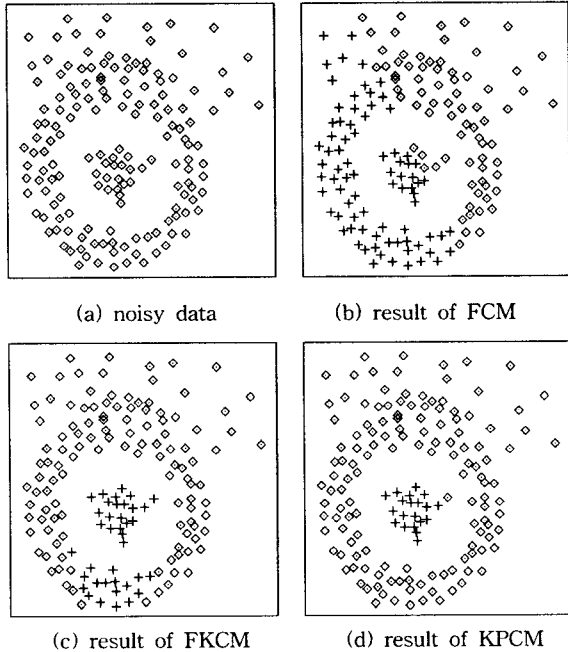 (a) noisy data
(b) result of FCM
(c) result of FKCM
(d) result of KPCM